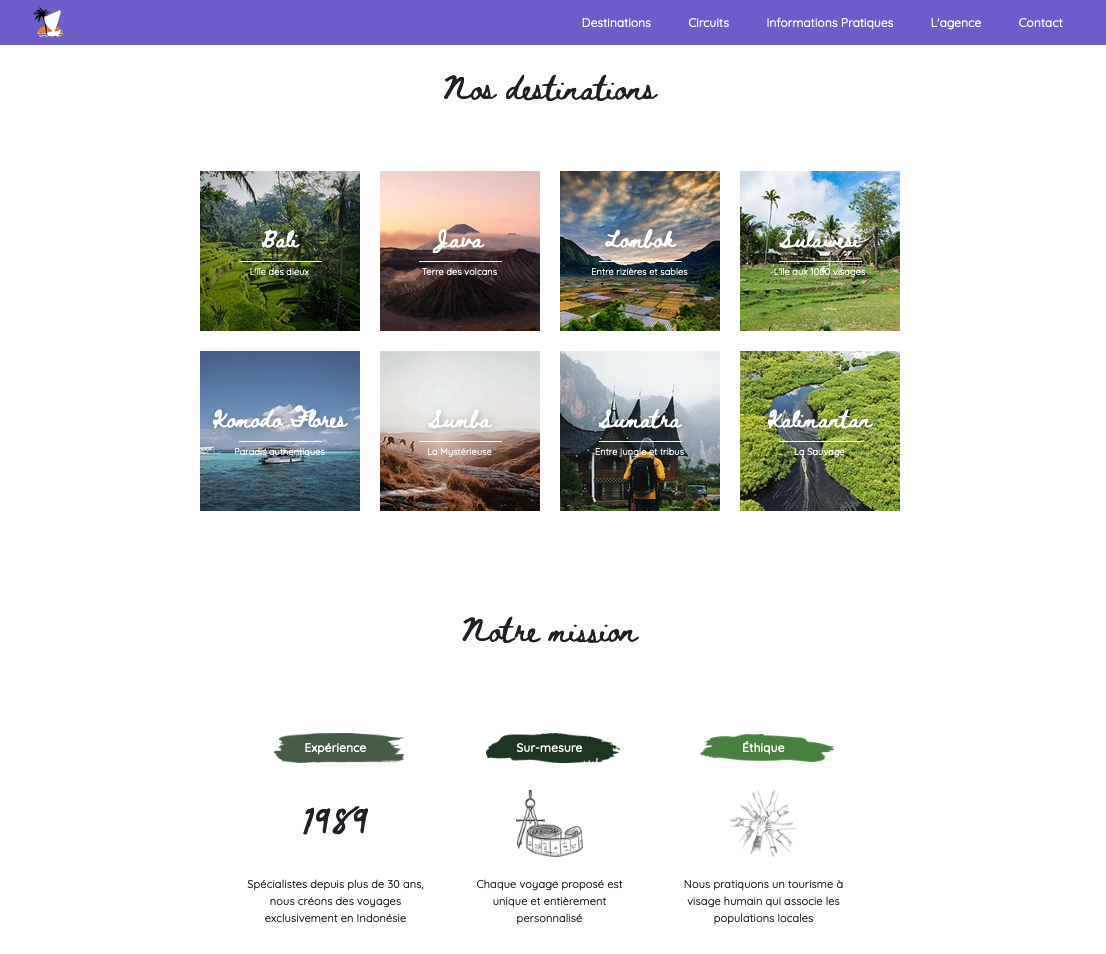 Destinations Circuits Informations Pratiques L'agence Contact
Nos destinations
Bali
L'île des dieux
Java
Terre des volcans
Lombok
Entre rizières et sables
Sulawesi
L'île aux 1000 visages
Komodo Flores
Paradis authentiques
Sumba
La Mystérieuse
Sumatra
Entre jungle et tribus
Kalimantan
La Sauvage
Notre mission
Expérience
1989
Spécialistes depuis plus de 30 ans,
nous créons des voyages
exclusivement en Indonésie
Sur-mesure
Chaque voyage proposé est
unique et entièrement
personnalisé
Éthique
Nous pratiquons un tourisme à
visage humain qui associe les
populations locales